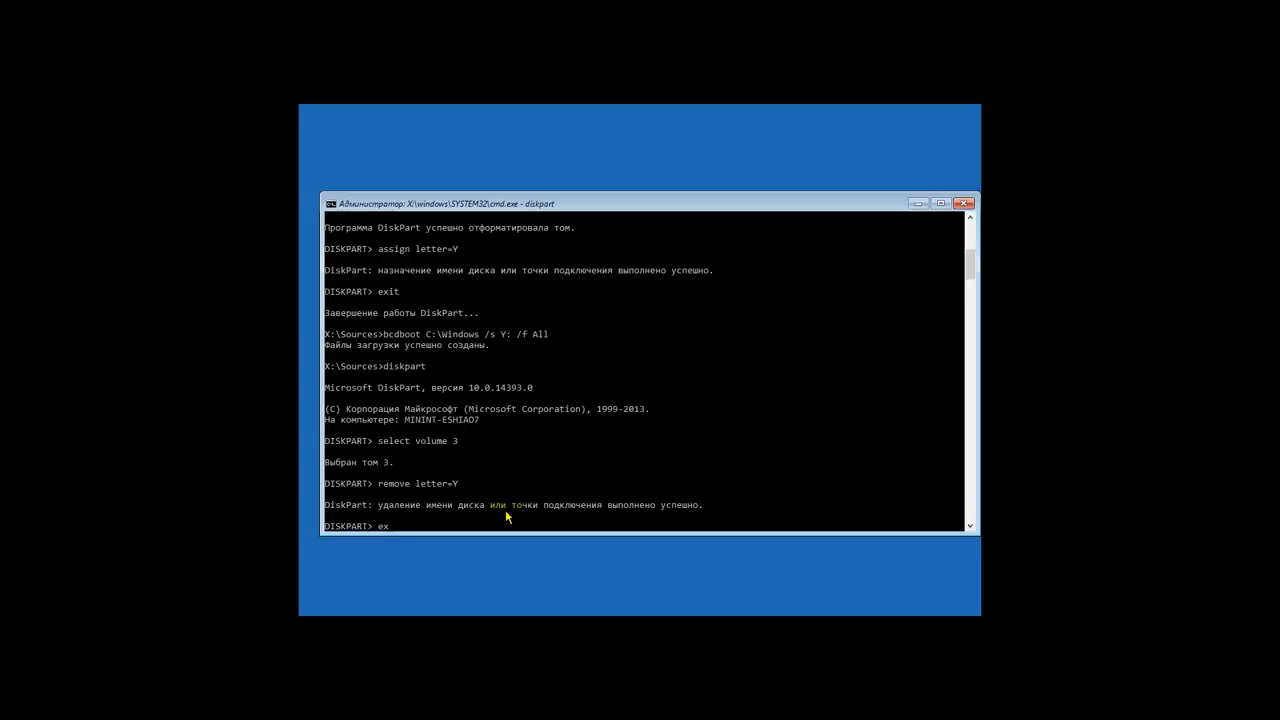 Администратор: X:\windows\SYSTEM32\cmd.exe - diskpart
Программа DiskPart успешно отформатировала том.
DISKPART> assign letter=Y
DiskPart: назначение имени диска или точки подключения выполнено успешно.
DISKPART> exit
Завершение работы DiskPart...
X:\Sources>bcdboot C:\Windows /s Y: /f All
Файлы загрузки успешно созданы.
X:\Sources>diskpart
Microsoft DiskPart, версия 10.0.14393.0
(C) Корпорация Майкрософт (Microsoft Corporation), 1999-2013.
На компьютере: MININT-ESHIAO7
DISKPART> select volume 3
Выбран том 3.
DISKPART> remove letter=Y
DiskPart: удаление имени диска или точки подключения выполнено успешно.
DISKPART> ex